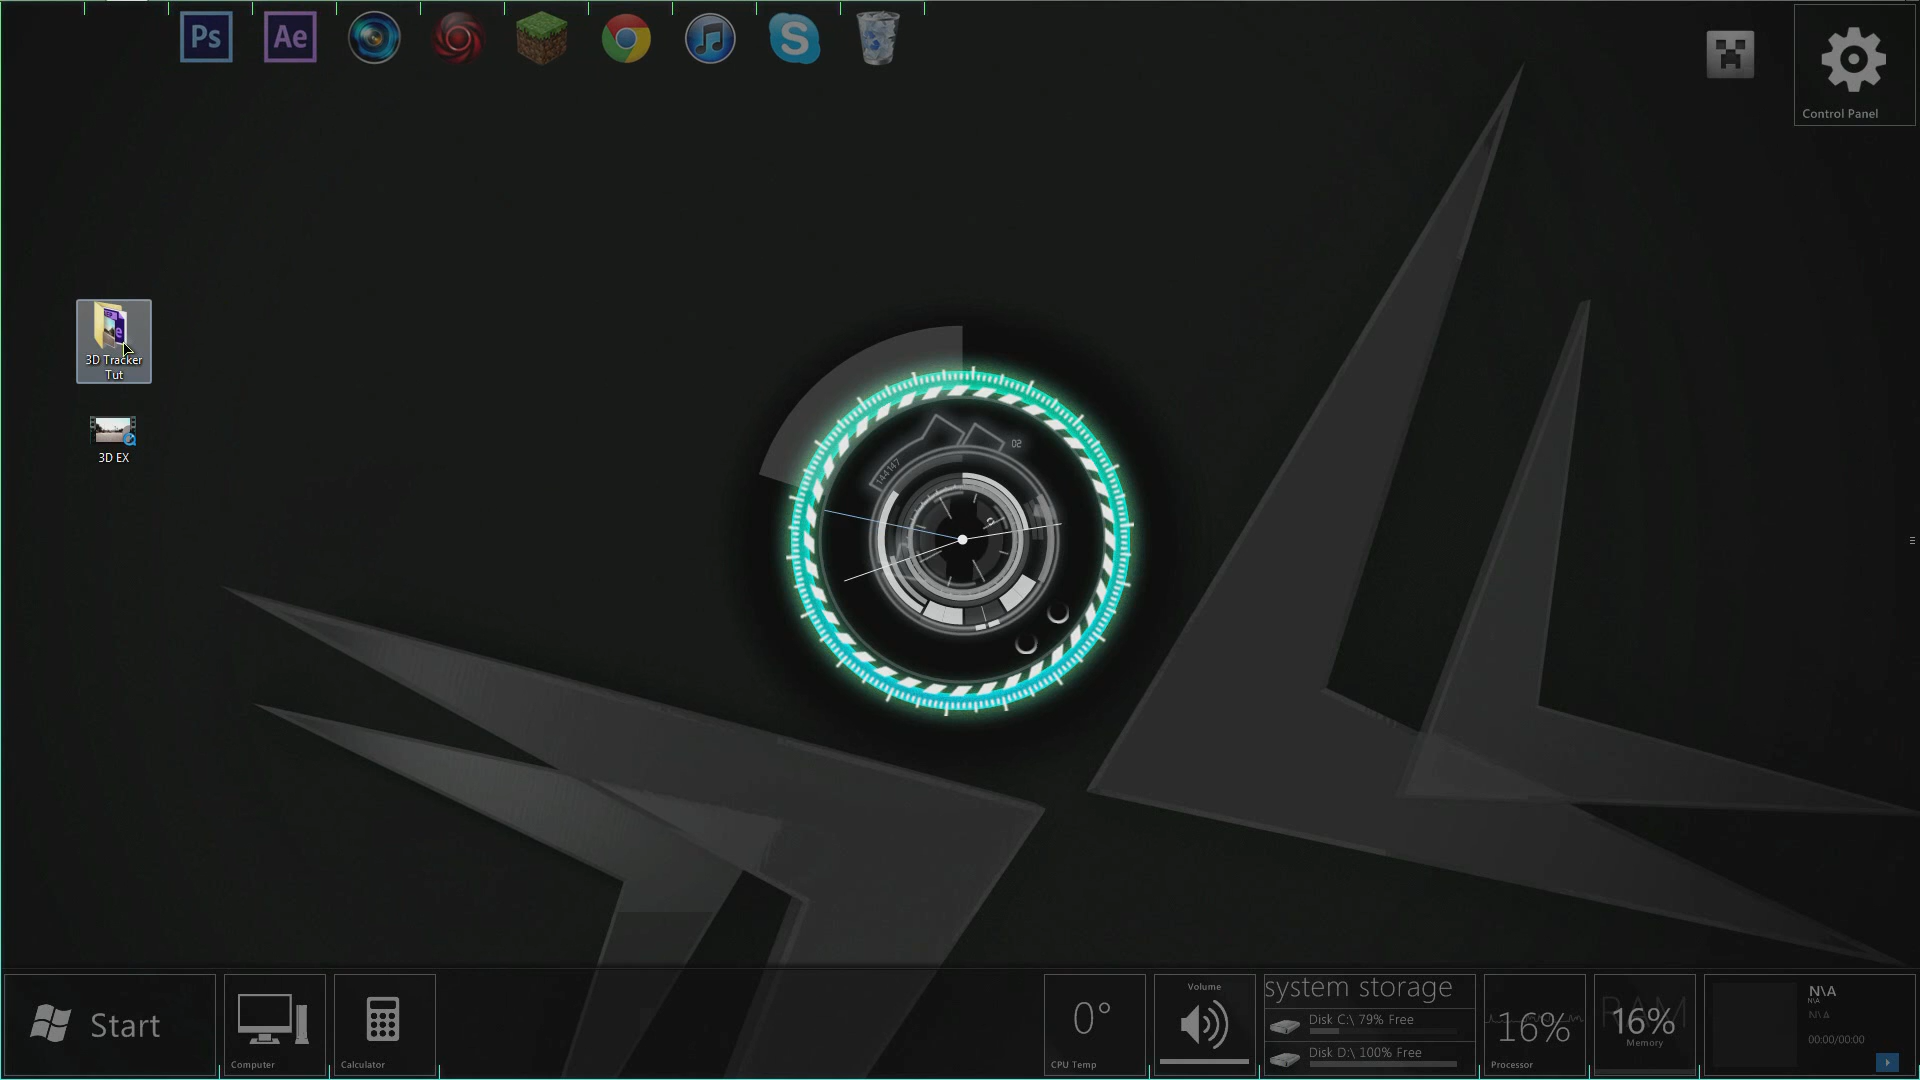 Ps
Ae
S
Control Panel
3D Tracker
Tut
3D EX
02
144147
Start
Computer
Calculator
0°
CPU Temp
Volume
system storage
Disk C:\ 79% Free
Disk D:\ 100% Free
16%
Processor
RAM
16%
Memory
N\A
N\A
N\A
00:00/00:00